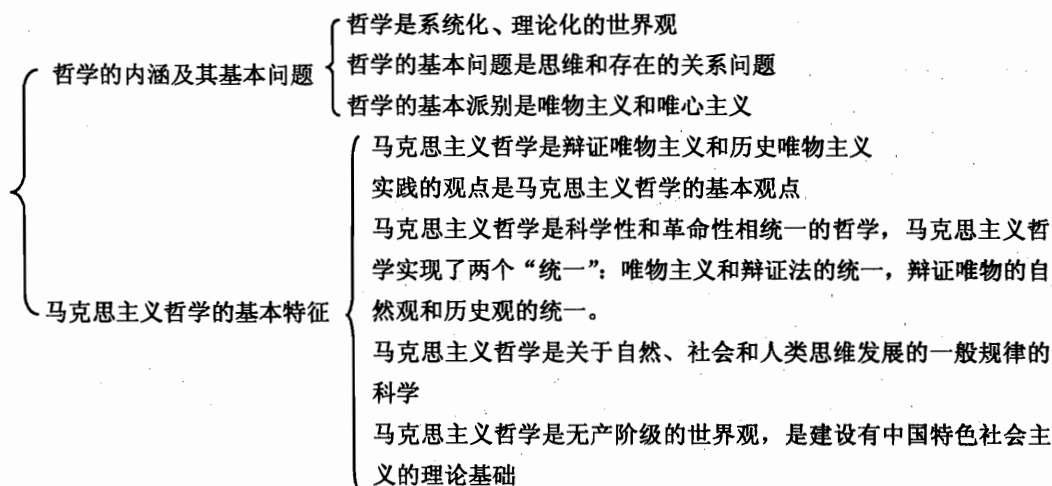 哲学是系统化、理论化的世界观
哲学的内涵及其基本问题
哲学的基本问题是思维和存在的关系问题
哲学的基本派别是唯物主义和唯心主义
马克思主义哲学是辩证唯物主义和历史唯物主义
实践的观点是马克思主义哲学的基本观点
马克思主义哲学是科学性和革命性相统一的哲学，马克思主义哲
学实现了两个“统一”：唯物主义和辩证法的统一，辩证唯物的自
马克思主义哲学的基本特征
然观和历史观的统一。
马克思主义哲学是关于自然、社会和人类思维发展的一般规律的
科学
马克思主义哲学是无产阶级的世界观，是建设有中国特色社会主
义的理论基础